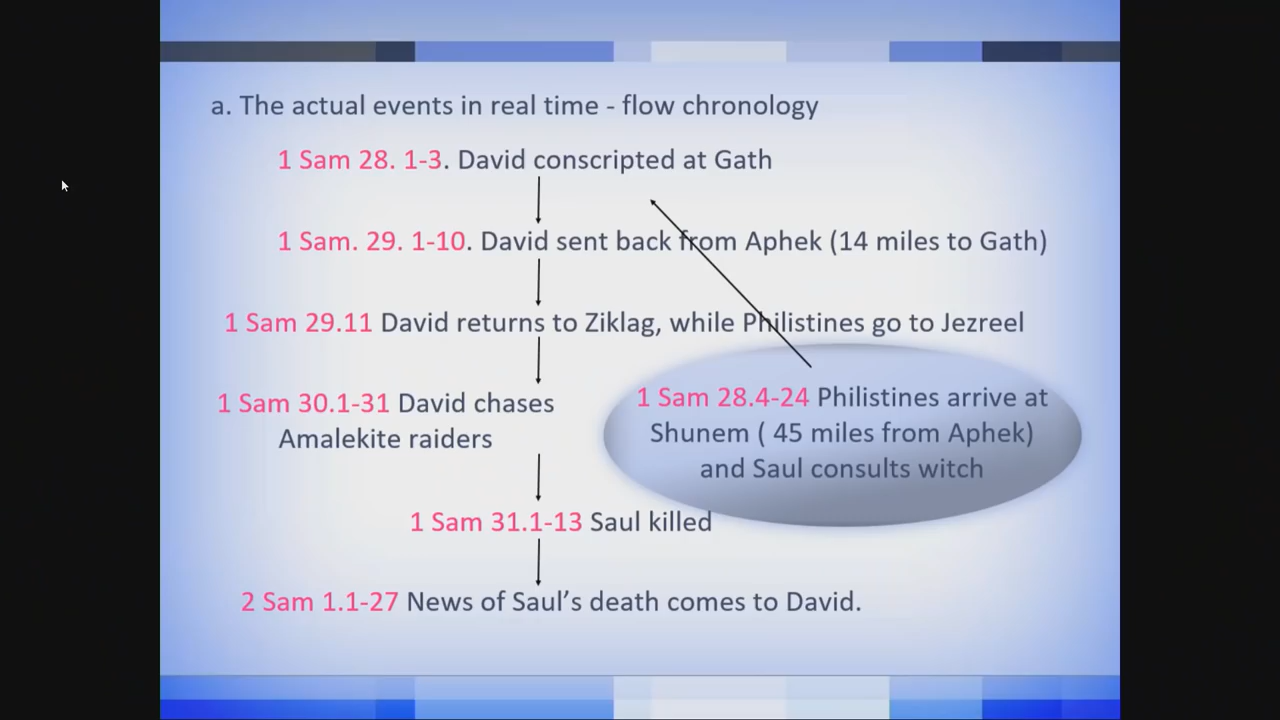 a. The actual events in real time - flow chronology
1 Sam 28. 1-3. David conscripted at Gath
1 Sam. 29. 1-10. David sent back from Aphek (14 miles to Gath)
1 Sam 29.11 David returns to Ziklag, while Philistines go to Jezreel
1 Sam 30.1-31 David chases
Amalekite raiders
1 Sam 28.4-24 Philistines arrive at
Shunem ( 45 miles from Aphek)
and Saul consults witch
1 Sam 31.1-13 Saul killed
2 Sam 1.1-27 News of Saul’s death comes to David.